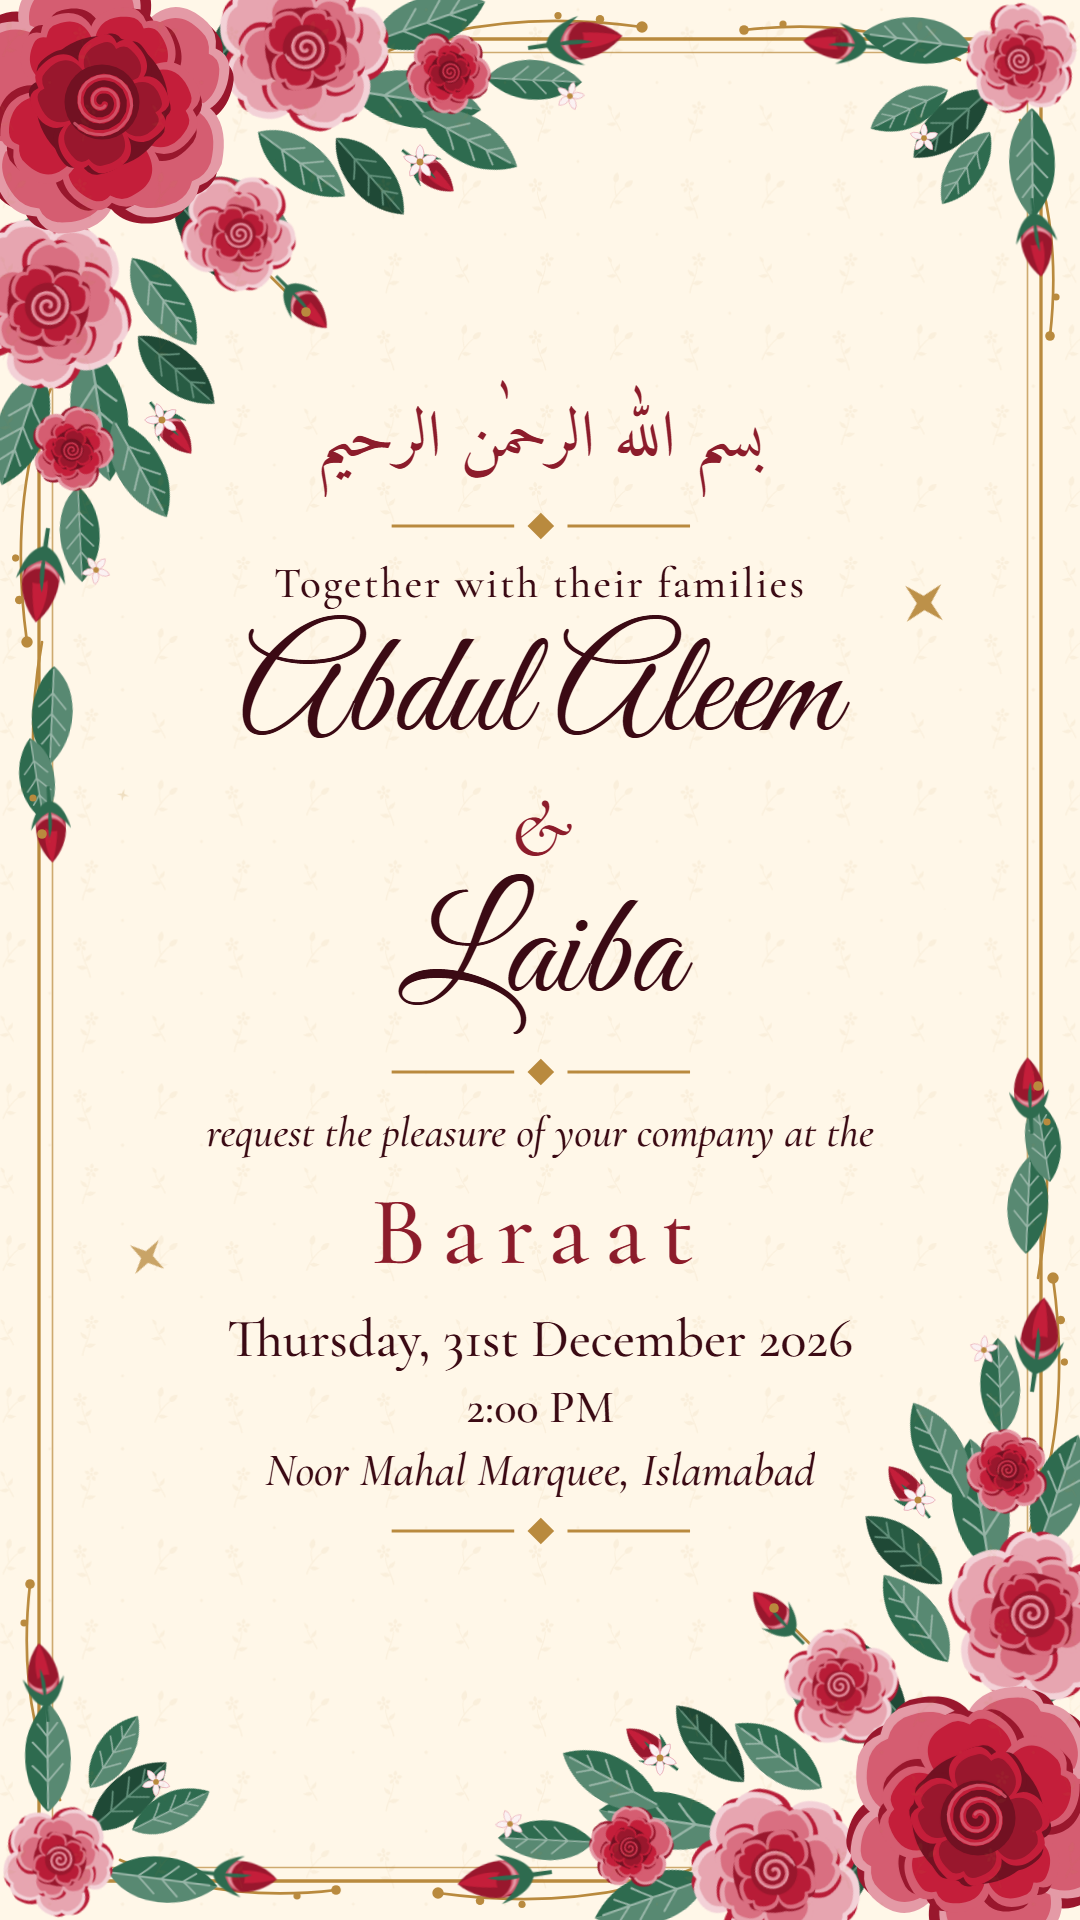 بسم الله الرحمٰن الرحيم
Together with their families
Abdul Aleem
&
Laiba
request the pleasure of your company at the
Baraat
Thursday, 31st December 2026
2:00 PM
Noor Mahal Marquee, Islamabad